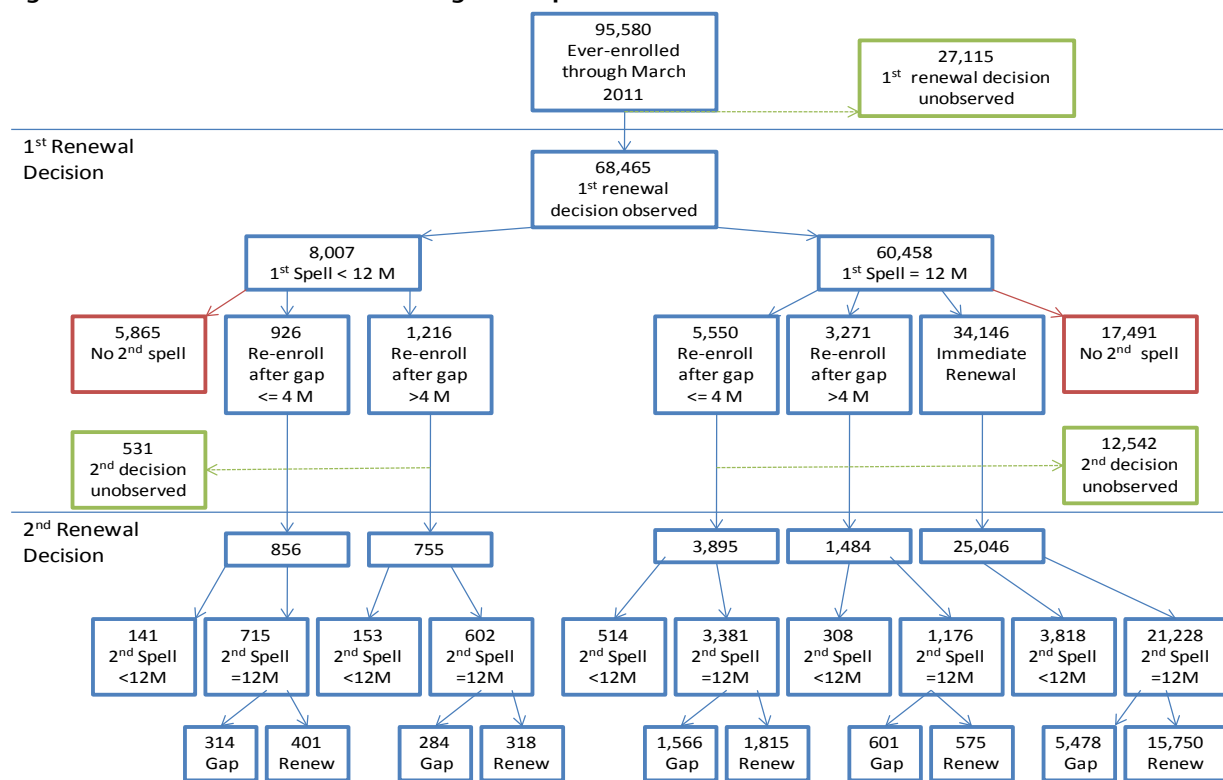 95,580
Ever-enrolled
through March
2011
27,115
1st renewal decision
unobserved
1st Renewal
Decision
68,465
1st renewal
decision observed
8,007
1st Spell < 12 M
60,458
1st Spell = 12 M
5,865
No 2nd spell
926
Re-enroll
after gap
<= 4 M
1,216
Re-enroll
after gap
>4 M
5,550
Re-enroll
after gap
<= 4 M
3,271
Re-enroll
after gap
>4 M
34,146
Immediate
Renewal
17,491
No 2nd spell
531
2nd decision
unobserved
12,542
2nd decision
unobserved
2nd Renewal
Decision
856
755
3,895
1,484
25,046
141
2nd Spell
<12M
715
2nd Spell
=12M
153
2nd Spell
<12M
602
2nd Spell
=12M
514
2nd Spell
<12M
3,381
2nd Spell
=12M
308
2nd Spell
<12M
1,176
2nd Spell
=12M
3,818
2nd Spell
<12M
21,228
2nd Spell
=12M
314
Gap
401
Renew
284
Gap
318
Renew
1,566
Gap
1,815
Renew
601
Gap
575
Renew
5,478
Gap
15,750
Renew